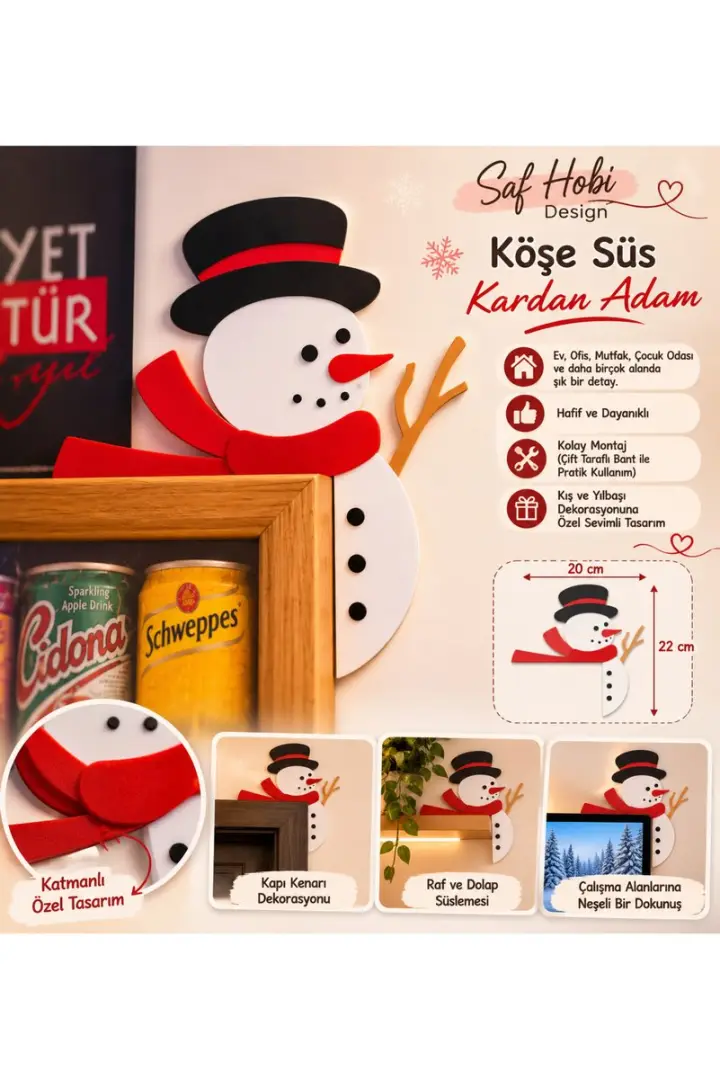 Saf Hobi
Design
Köşe Süs
Kardan Adam
YET
TÜR
Ev, Ofis, Mutfak, Çocuk Odası
ve daha birçok alanda
şık bir detay.
Hafif ve Dayanıklı
Kolay Montaj
(Çift Taraflı Bant ile
Pratik Kullanım)
Kış ve Yılbaşı
Dekorasyonuna
Özel Sevimli Tasarım
20 cm
22 cm
Sparkling
Apple Drink
Cidona
Schweppes
Katmanlı
Özel Tasarım
Kapı Kenarı
Dekorasyonu
Raf ve Dolap
Süslemesi
Çalışma Alanlarına
Neşeli Bir Dokunuş